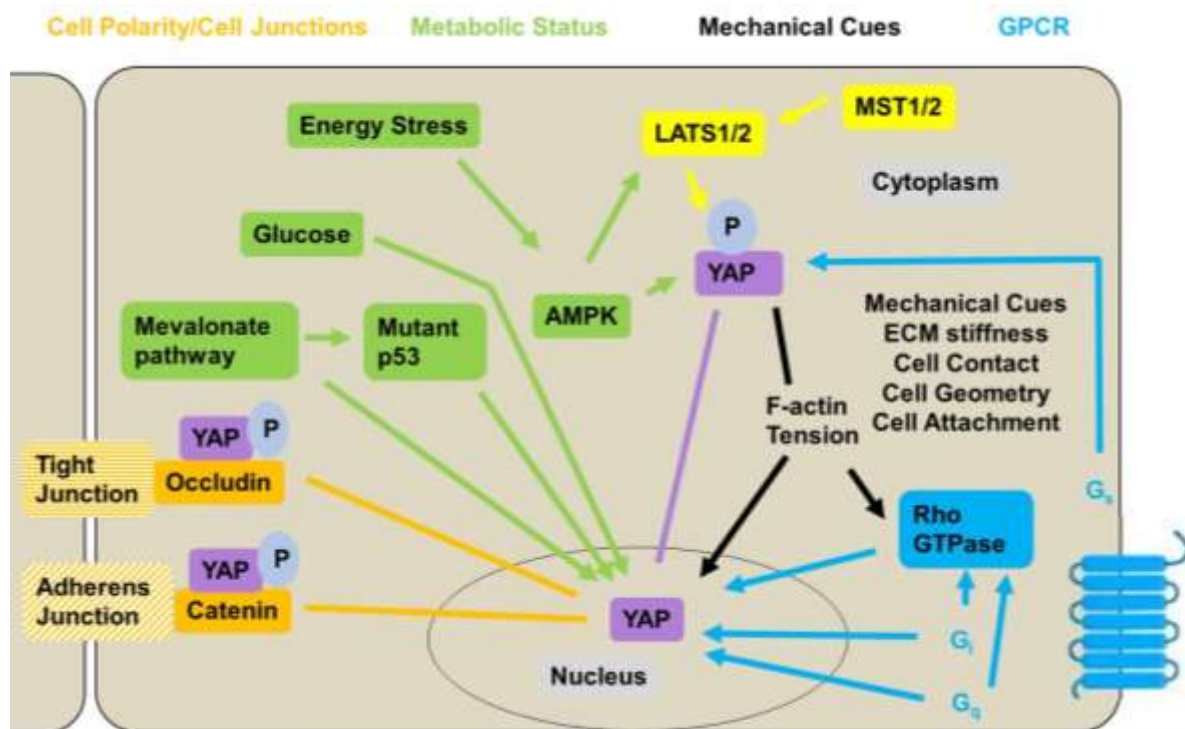 Cell Polarity/Cell Junctions Metabolic Status Mechanical Cues GPCR
MST1/2
Energy Stress
LATS1/2
Cytoplasm
P
Glucose
YAP
Mechanical Cues
ECM stiffness
Cell Contact
Cell Geometry
Cell Attachment
AMPK
Mevalonate
pathway
Mutant
p53
F-actin
Tension
YAP P
Tight
Junction
Occludin
Gs
Rho
GTPase
YAP P
Adherens
Junction
Catenin
YAP
Gi
Nucleus
Gq